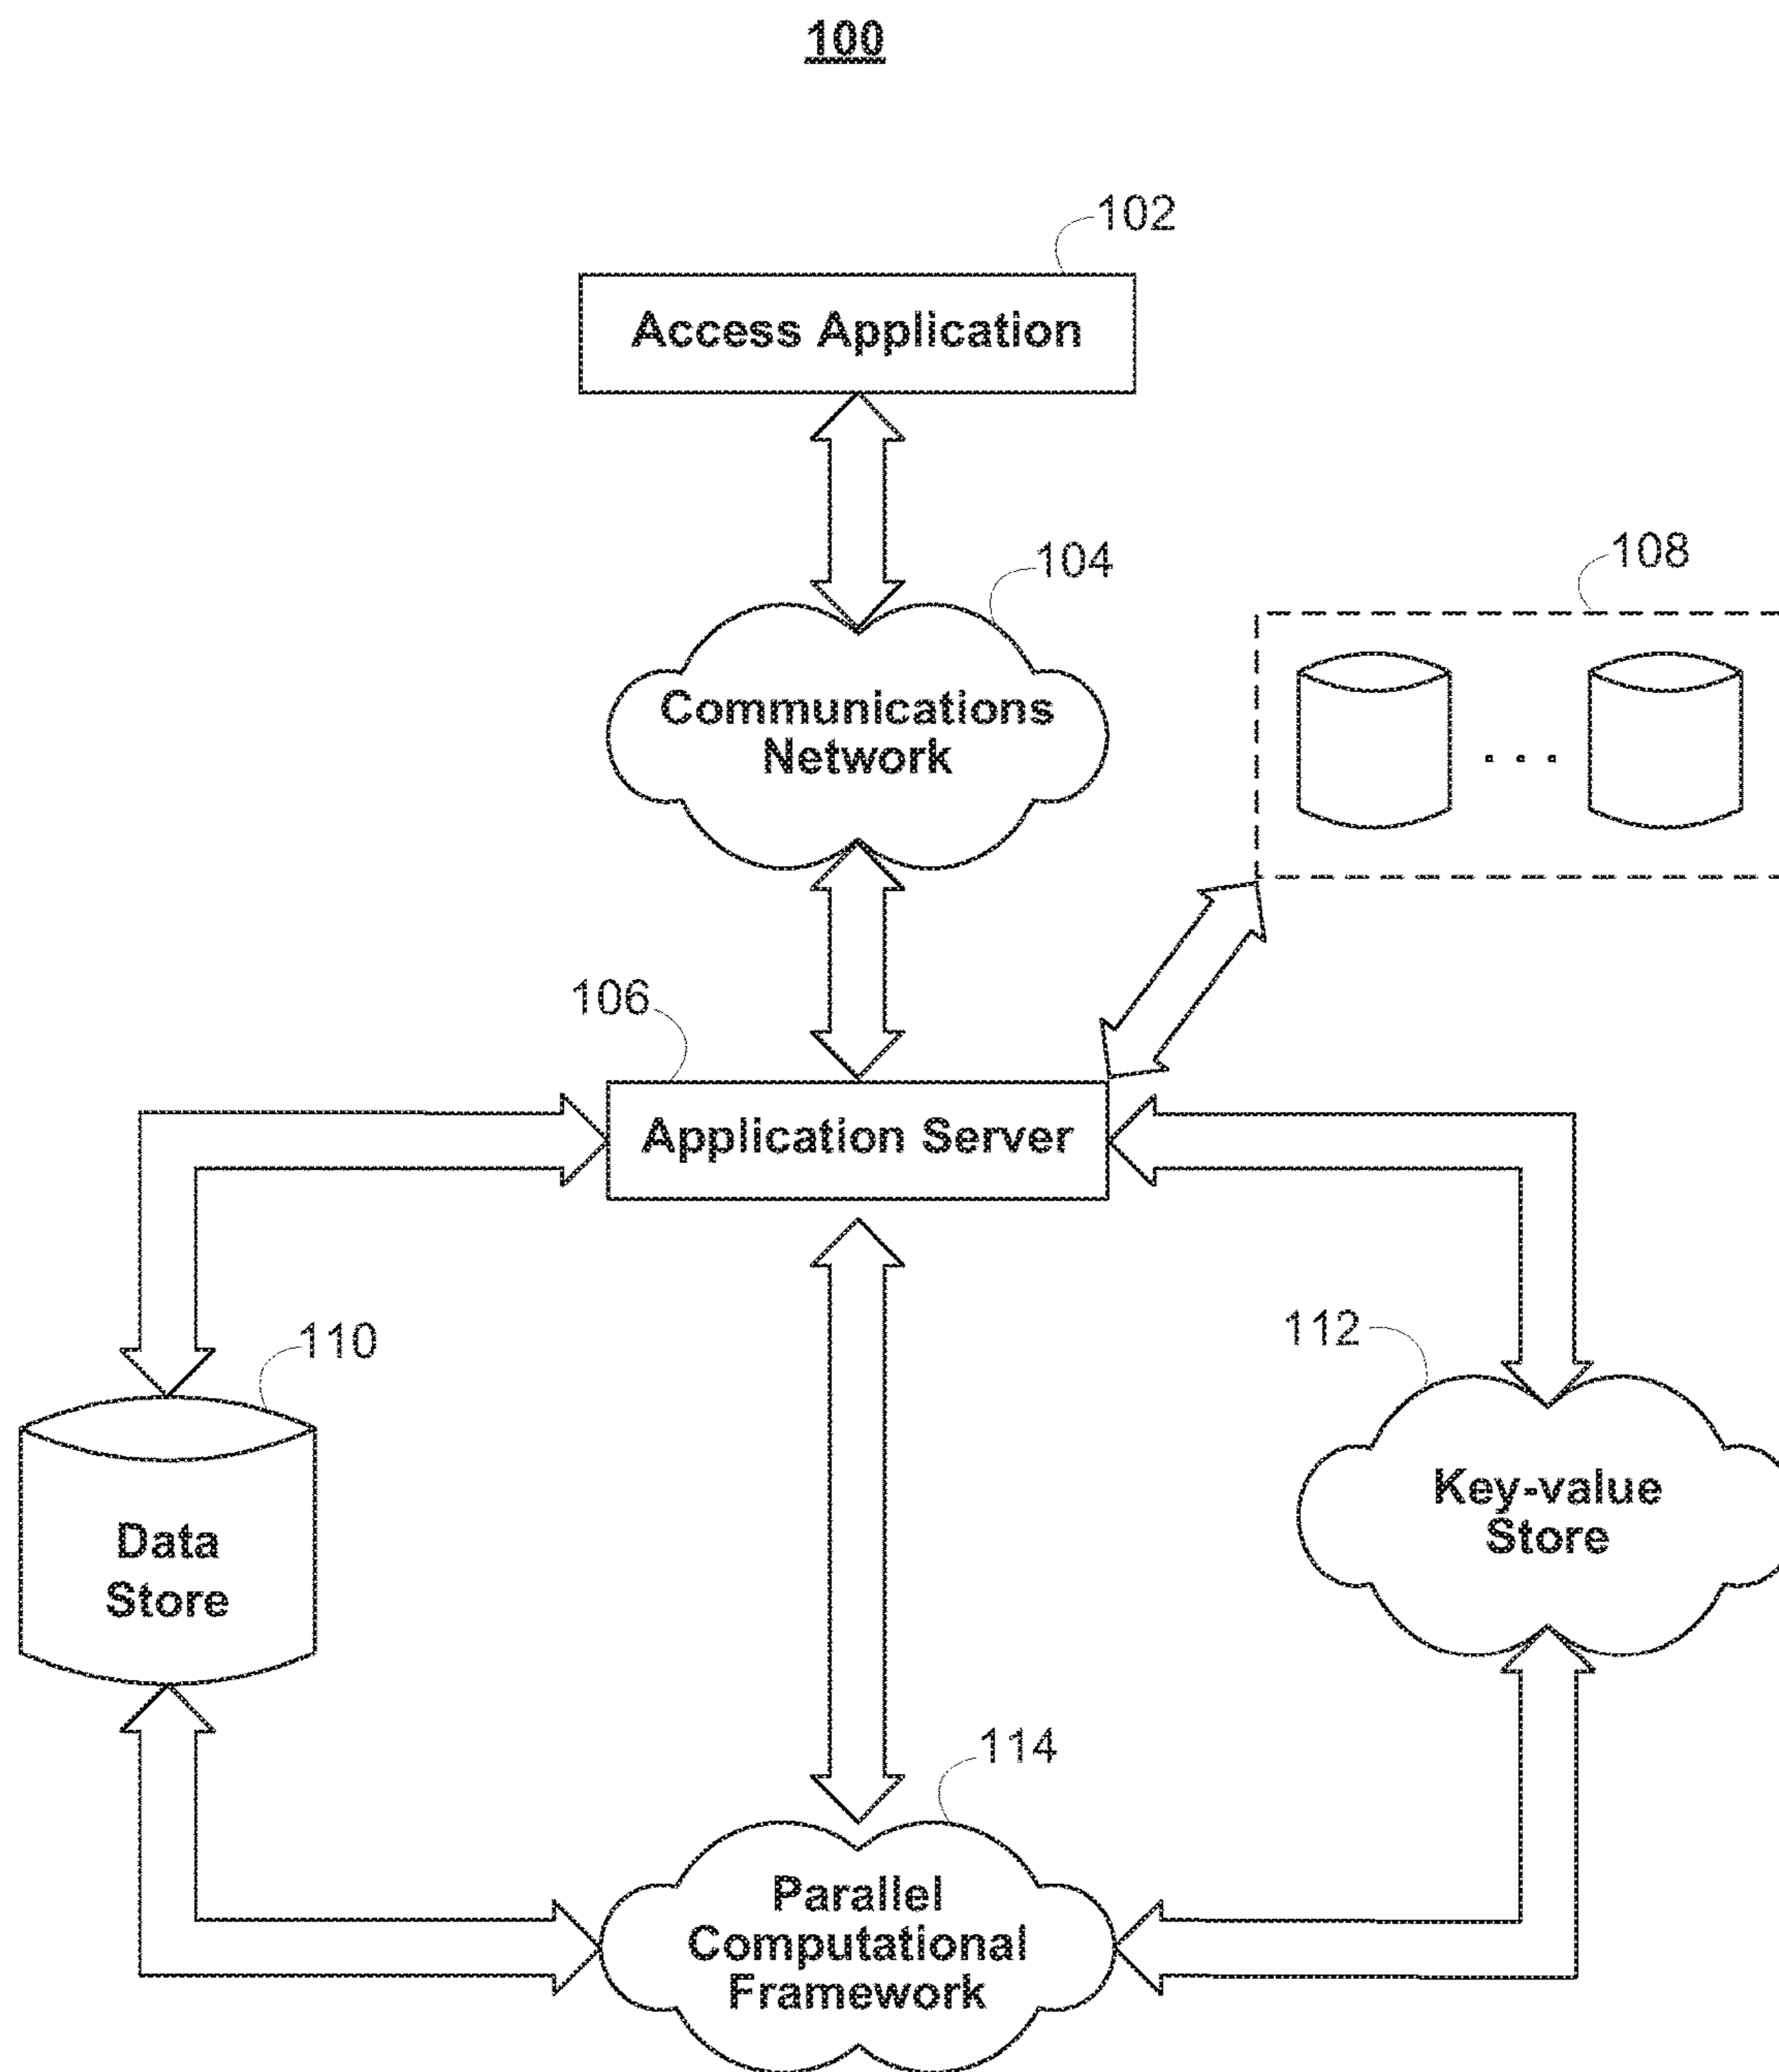 100
102
Access Application
104
108
Communications
Network
. . .
106
Application Server
110
112
Data
Store
Key-value
Store
114
Parallel
Computational
Framework